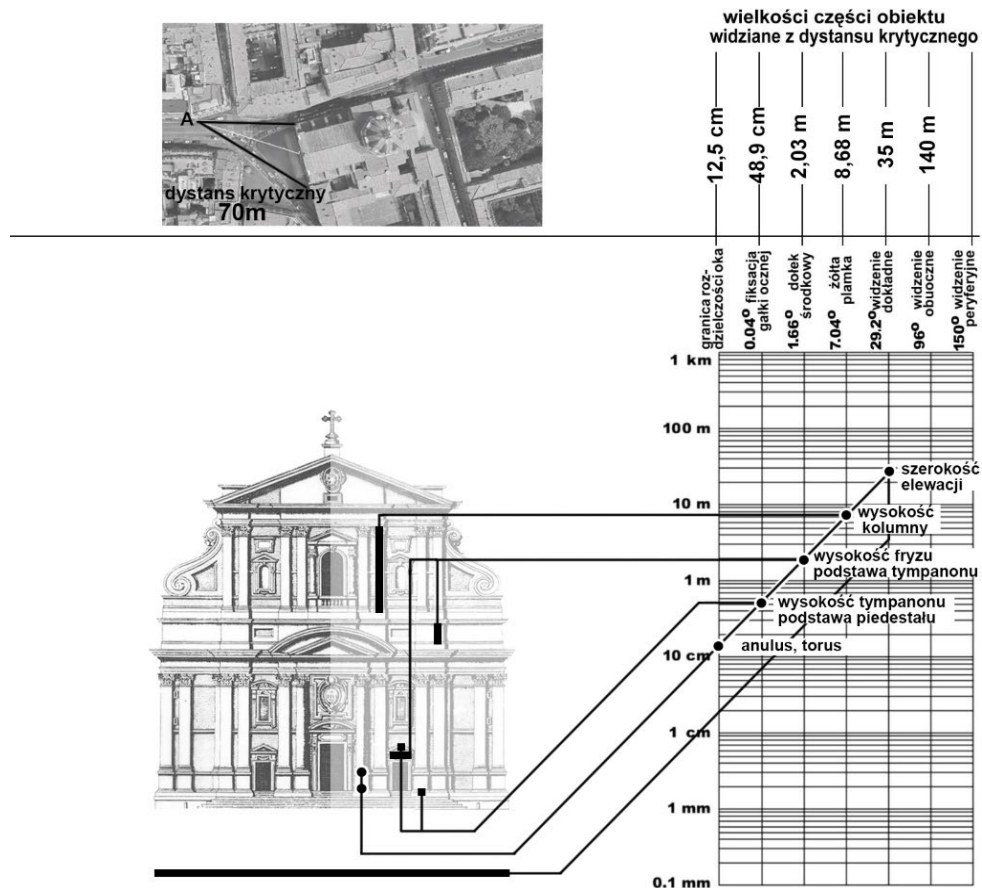 wielkości części obiektu
widziane z dystansu krytycznego
A
dystans krytyczny
70m
12,5 cm
48,9 cm
2,03 m
8,68 m
35 m
140 m
granica roz-
dzielczości oka
0.04° fiksacja
gałki ocznej
1.66° dołek
środkowy
7.04° żółta
plamka
29.2° widzenie
dokładne
96° widzenie
obuoczne
150° widzenie
peryferyjne
1 km
100 m
10 m
1 m
10 cm
1 cm
1 mm
0.1 mm
szerokość
elewacji
wysokość
kolumny
wysokość fryzu
podstawa tympanonu
wysokość tympanonu
podstawa piedestału
anulus, torus